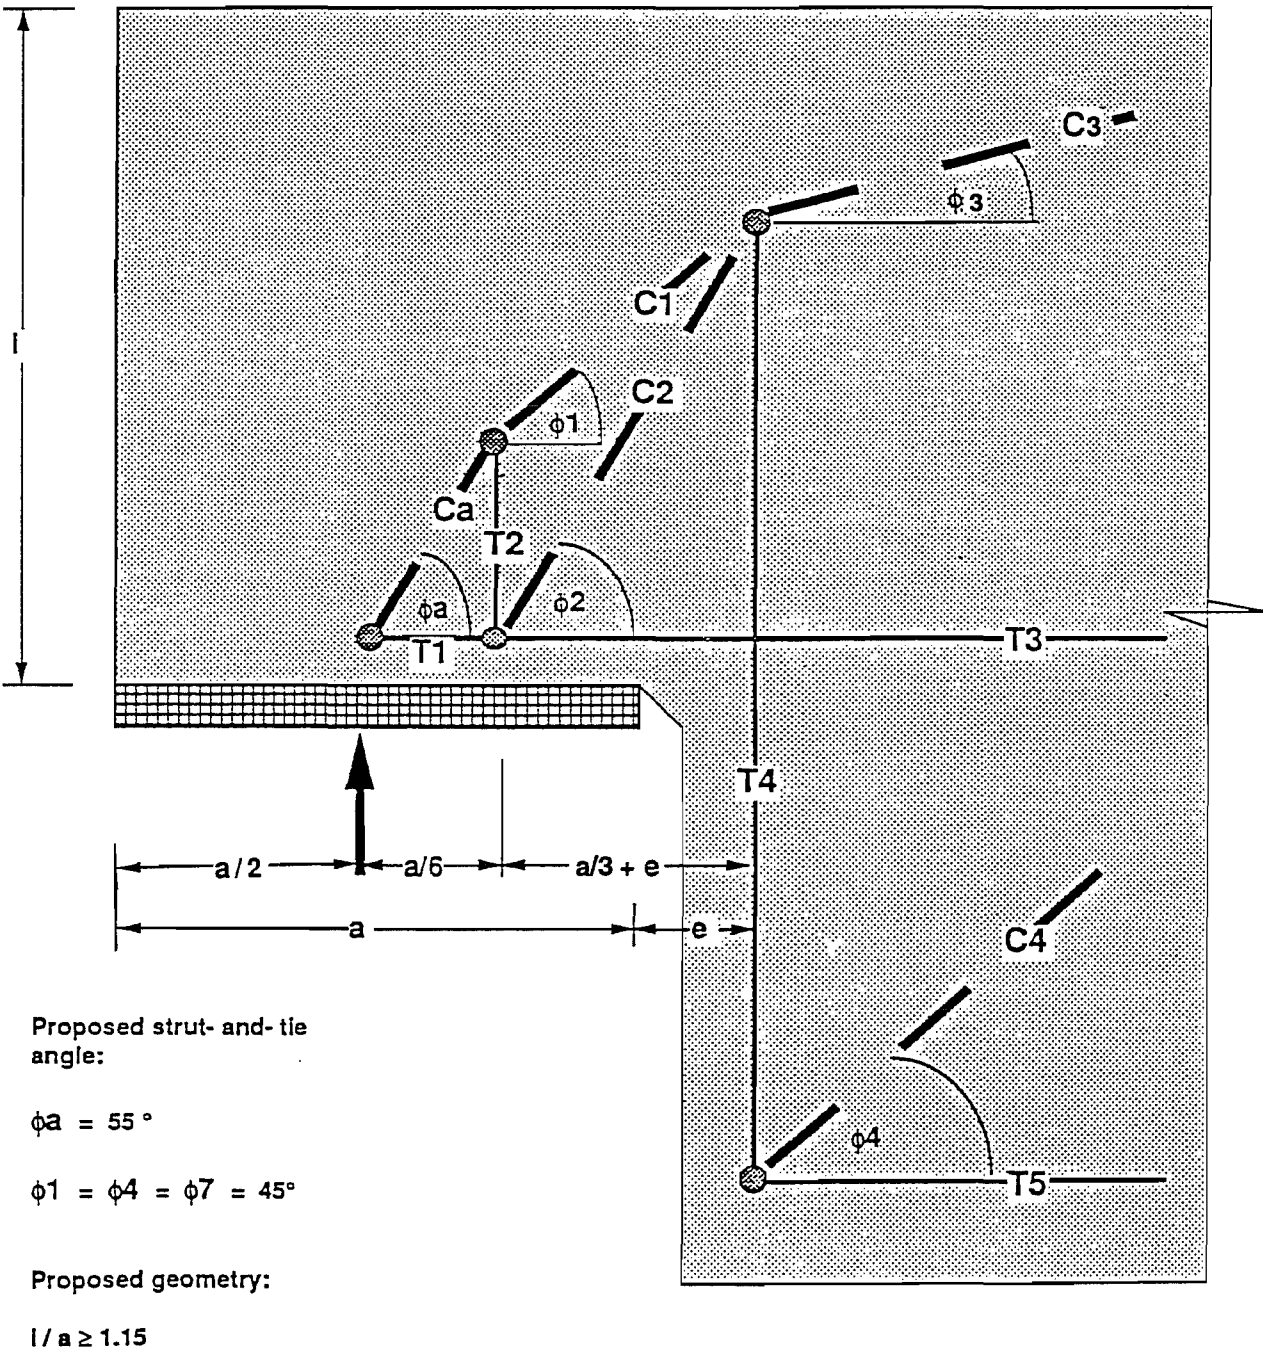 C3
ϕ3
C1
l
C2
ϕ1
Ca
T2
ϕa
ϕ2
T1
T3
T4
a/2
a/6
a/3 + e
a
e
C4
Proposed strut- and- tie
angle:
ϕ4
ϕa = 55°
T5
ϕ1 = ϕ4 = ϕ7 = 45°
Proposed geometry:
l / a ≥ 1.15